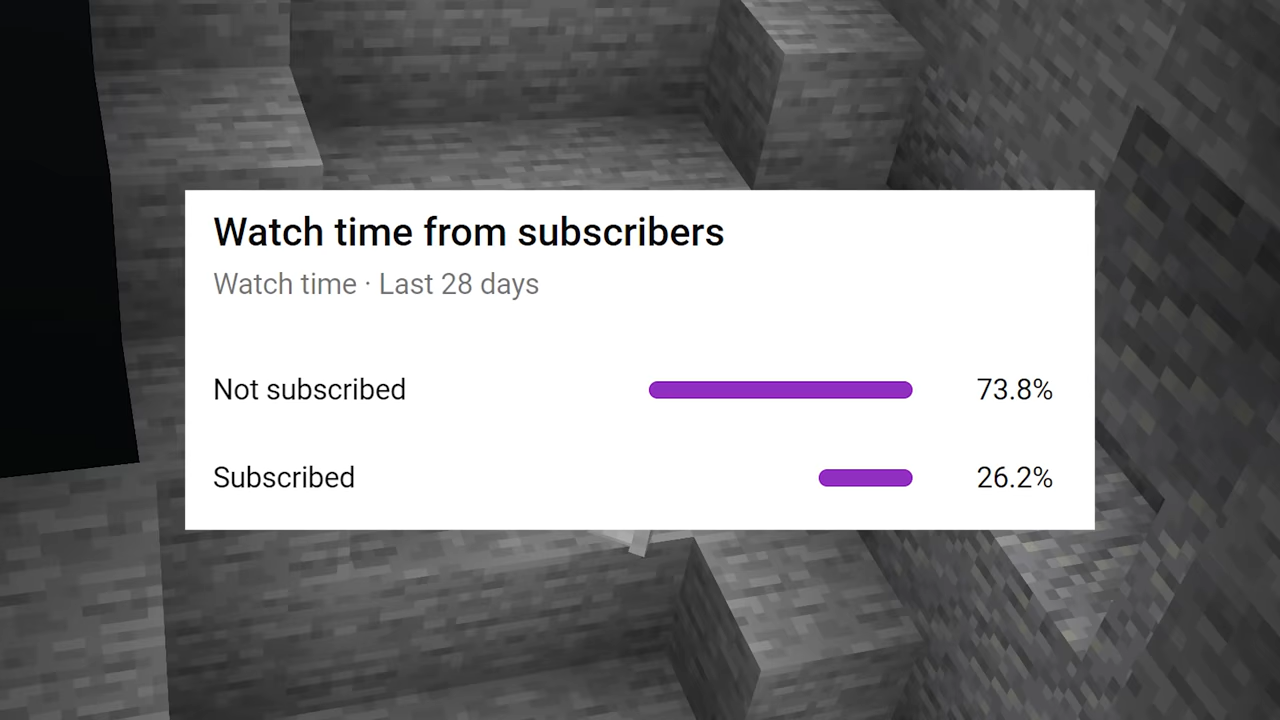 Watch time from subscribers
Watch time · Last 28 days
Not subscribed 73.8%
Subscribed 26.2%